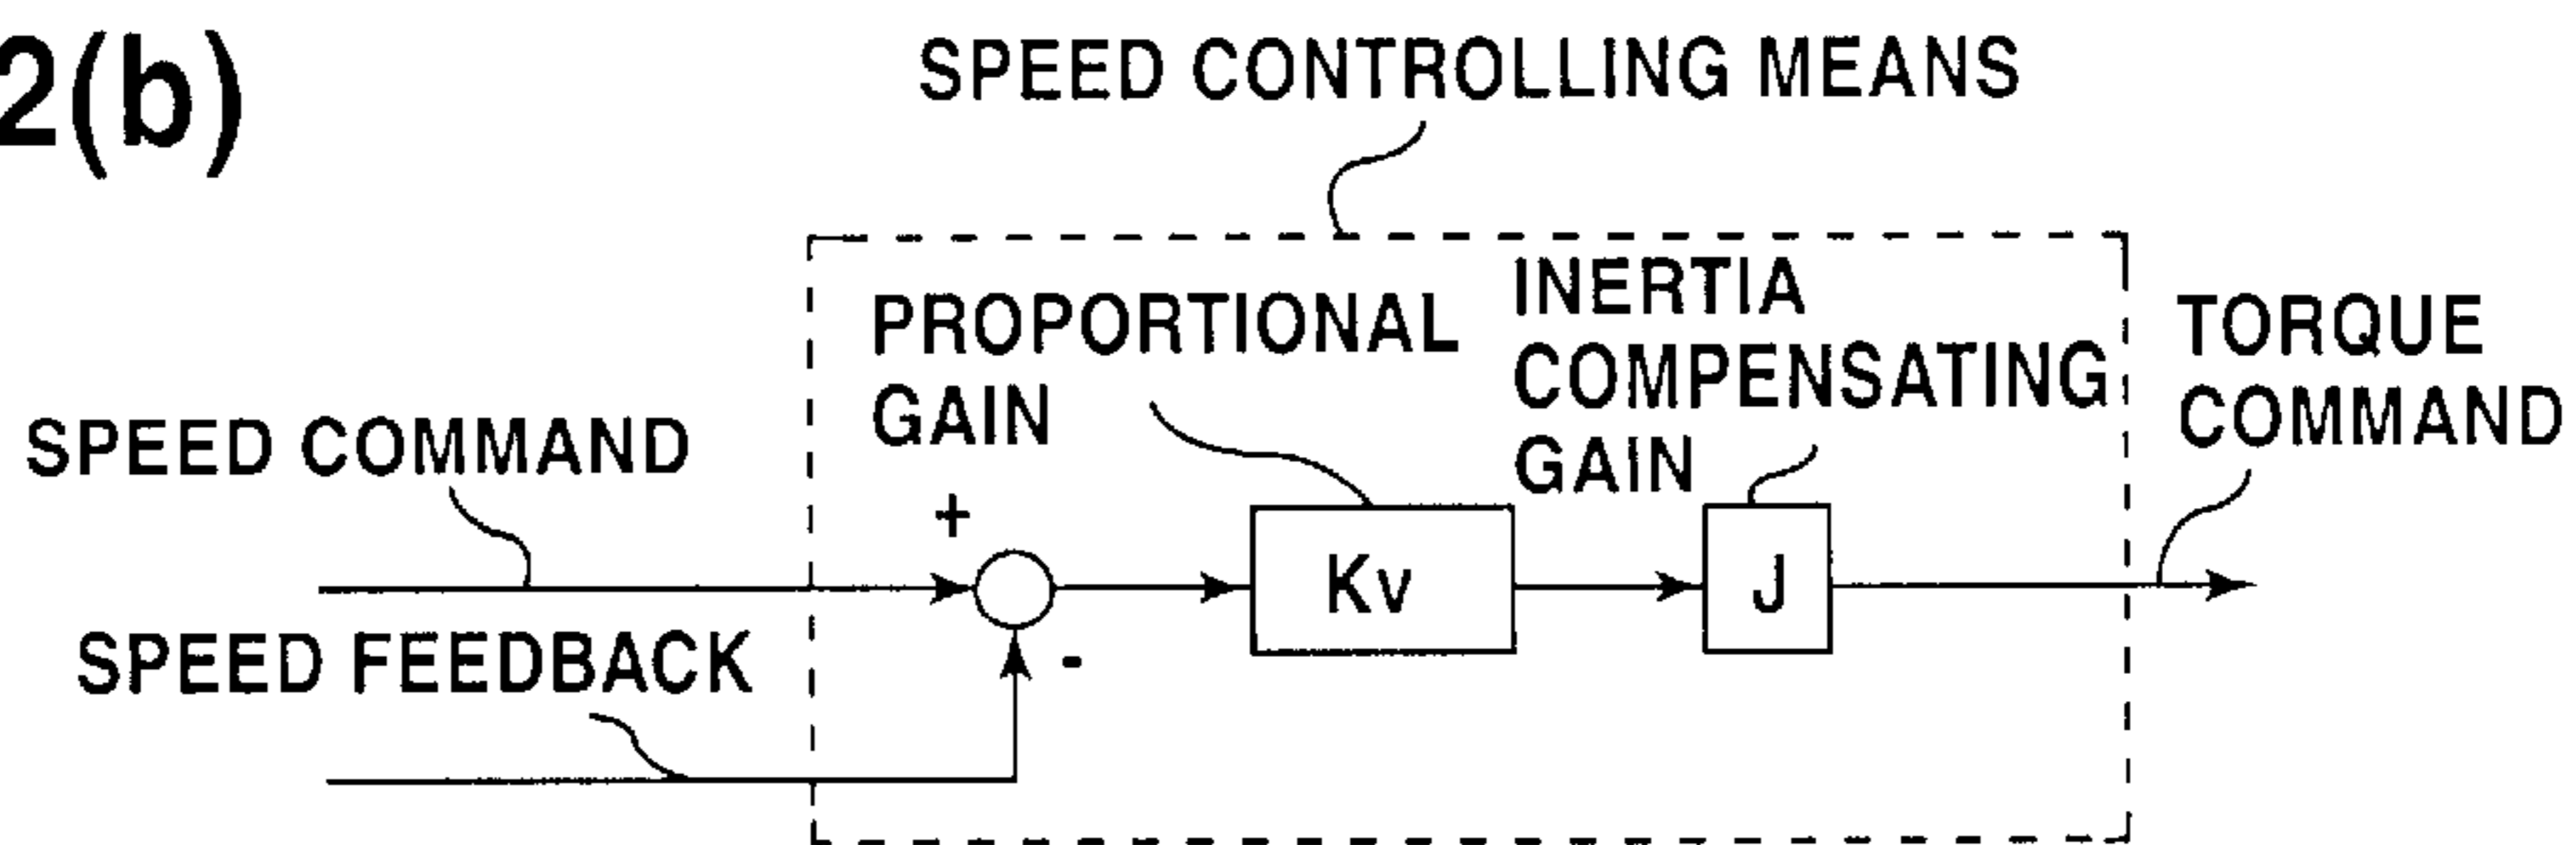 2(b)
SPEED CONTROLLING MEANS
PROPORTIONAL
GAIN
INERTIA
COMPENSATING
GAIN
TORQUE
COMMAND
SPEED COMMAND
+
Kv
J
SPEED FEEDBACK
-